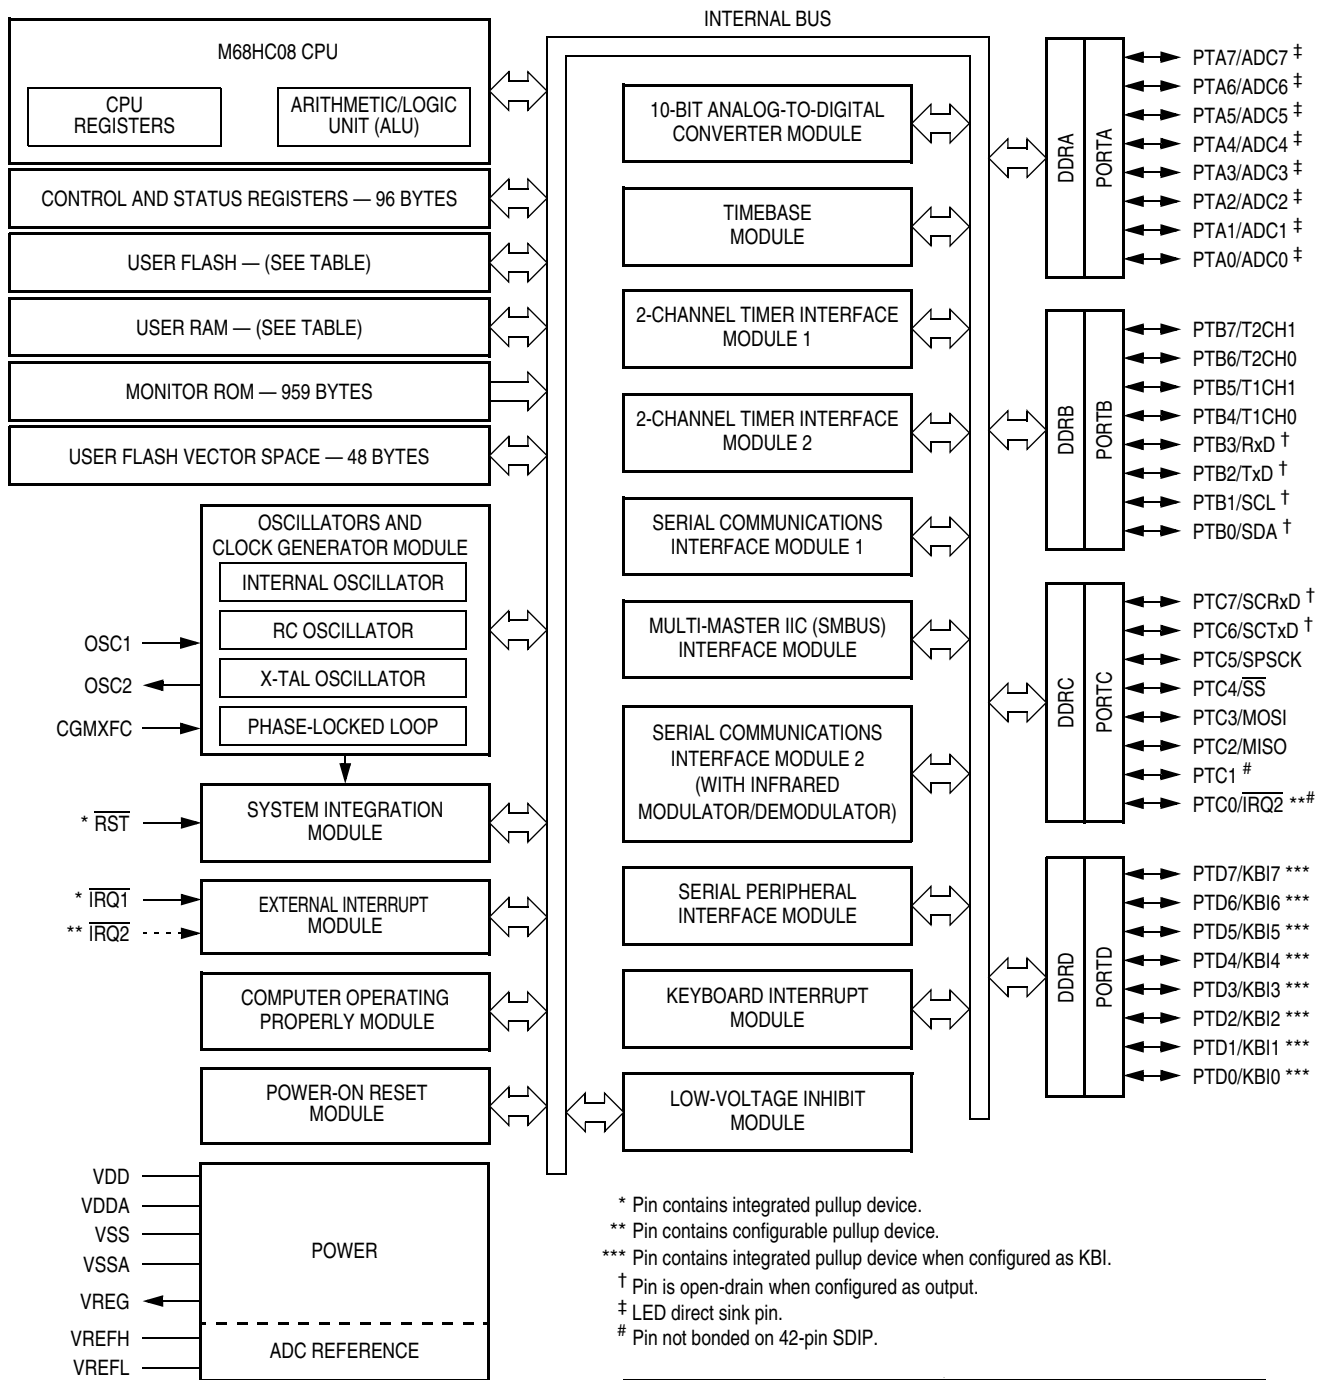 INTERNAL BUS
M68HC08 CPU
CPU
REGISTERS
ARITHMETIC/LOGIC
UNIT (ALU)
CONTROL AND STATUS REGISTERS — 96 BYTES
USER FLASH — (SEE TABLE)
USER RAM — (SEE TABLE)
MONITOR ROM — 959 BYTES
USER FLASH VECTOR SPACE — 48 BYTES
OSCILLATORS AND
CLOCK GENERATOR MODULE
INTERNAL OSCILLATOR
RC OSCILLATOR
X-TAL OSCILLATOR
PHASE-LOCKED LOOP
OSC1
OSC2
CGMXFC
SYSTEM INTEGRATION
MODULE
* RST
EXTERNAL INTERRUPT
MODULE
* IRQ1
** IRQ2
COMPUTER OPERATING
PROPERLY MODULE
POWER-ON RESET
MODULE
VDD
VDDA
VSS
VSSA
VREG
VREFH
VREFL
POWER
ADC REFERENCE
10-BIT ANALOG-TO-DIGITAL
CONVERTER MODULE
TIMEBASE
MODULE
2-CHANNEL TIMER INTERFACE
MODULE 1
2-CHANNEL TIMER INTERFACE
MODULE 2
SERIAL COMMUNICATIONS
INTERFACE MODULE 1
MULTI-MASTER IIC (SMBUS)
INTERFACE MODULE
SERIAL COMMUNICATIONS
INTERFACE MODULE 2
(WITH INFRARED
MODULATOR/DEMODULATOR)
SERIAL PERIPHERAL
INTERFACE MODULE
KEYBOARD INTERRUPT
MODULE
LOW-VOLTAGE INHIBIT
MODULE
DDRA
PORTA
PTA7/ADC7 ‡
PTA6/ADC6 ‡
PTA5/ADC5 ‡
PTA4/ADC4 ‡
PTA3/ADC3 ‡
PTA2/ADC2 ‡
PTA1/ADC1 ‡
PTA0/ADC0 ‡
DDRB
PORTB
PTB7/T2CH1
PTB6/T2CH0
PTB5/T1CH1
PTB4/T1CH0
PTB3/RxD †
PTB2/TxD †
PTB1/SCL †
PTB0/SDA †
DDRC
PORTC
PTC7/SCRxD †
PTC6/SCTxD †
PTC5/SPSCK
PTC4/SS
PTC3/MOSI
PTC2/MISO
PTC1 #
PTC0/IRQ2 **#
DDRD
PORTD
PTD7/KBI7 ***
PTD6/KBI6 ***
PTD5/KBI5 ***
PTD4/KBI4 ***
PTD3/KBI3 ***
PTD2/KBI2 ***
PTD1/KBI1 ***
PTD0/KBI0 ***
* Pin contains integrated pullup device.
** Pin contains configurable pullup device.
*** Pin contains integrated pullup device when configured as KBI.
† Pin is open-drain when configured as output.
‡ LED direct sink pin.
# Pin not bonded on 42-pin SDIP.